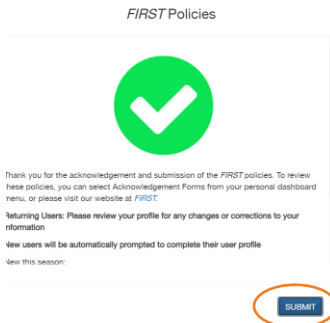 FIRST Policies
Thank you for the acknowledgement and submission of the FIRST policies. To review
these policies, you can select Acknowledgement Forms from your personal dashboard
menu, or please visit our website at FIRST.
Returning Users: Please review your profile for any changes or corrections to your
information
New users will be automatically prompted to complete their user profile
New this season:
SUBMIT